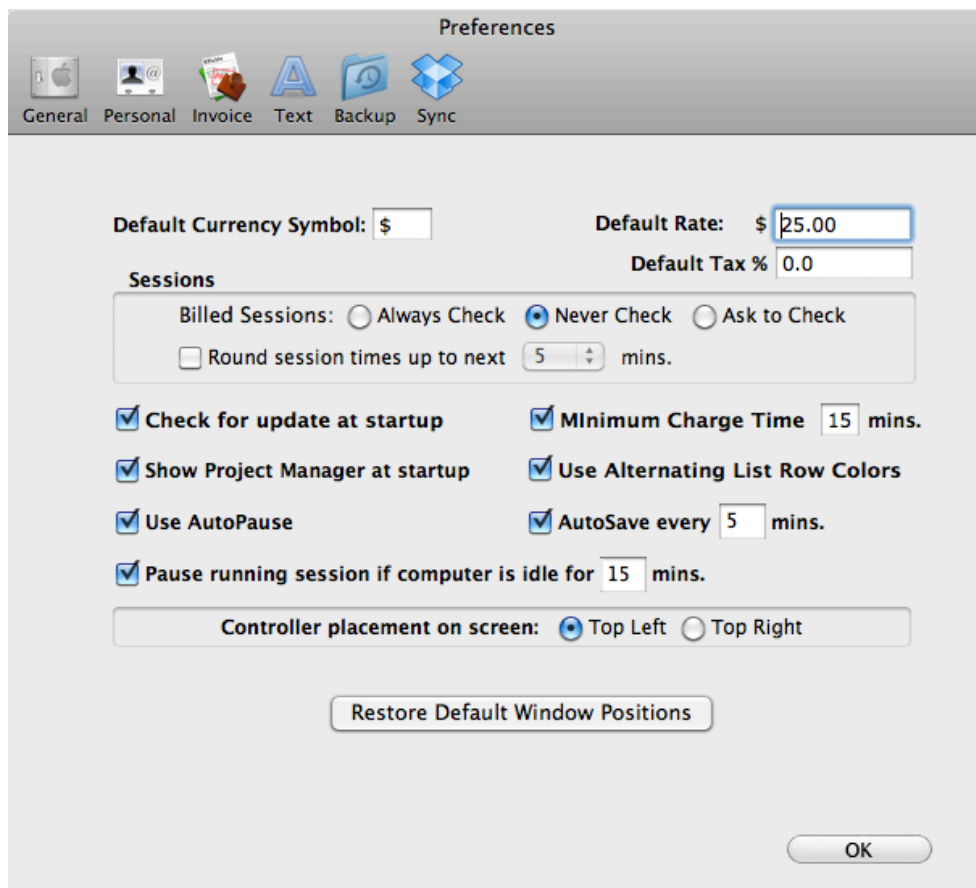 Preferences
General Personal Invoice Text Backup Sync
Default Currency Symbol: $ Default Rate: $ 25.00
Default Tax % 0.0
Sessions
Billed Sessions: Always Check Never Check Ask to Check
Round session times up to next 5 mins.
Check for update at startup MInimum Charge Time 15 mins.
Show Project Manager at startup Use Alternating List Row Colors
Use AutoPause AutoSave every 5 mins.
Pause running session if computer is idle for 15 mins.
Controller placement on screen: Top Left Top Right
Restore Default Window Positions
OK